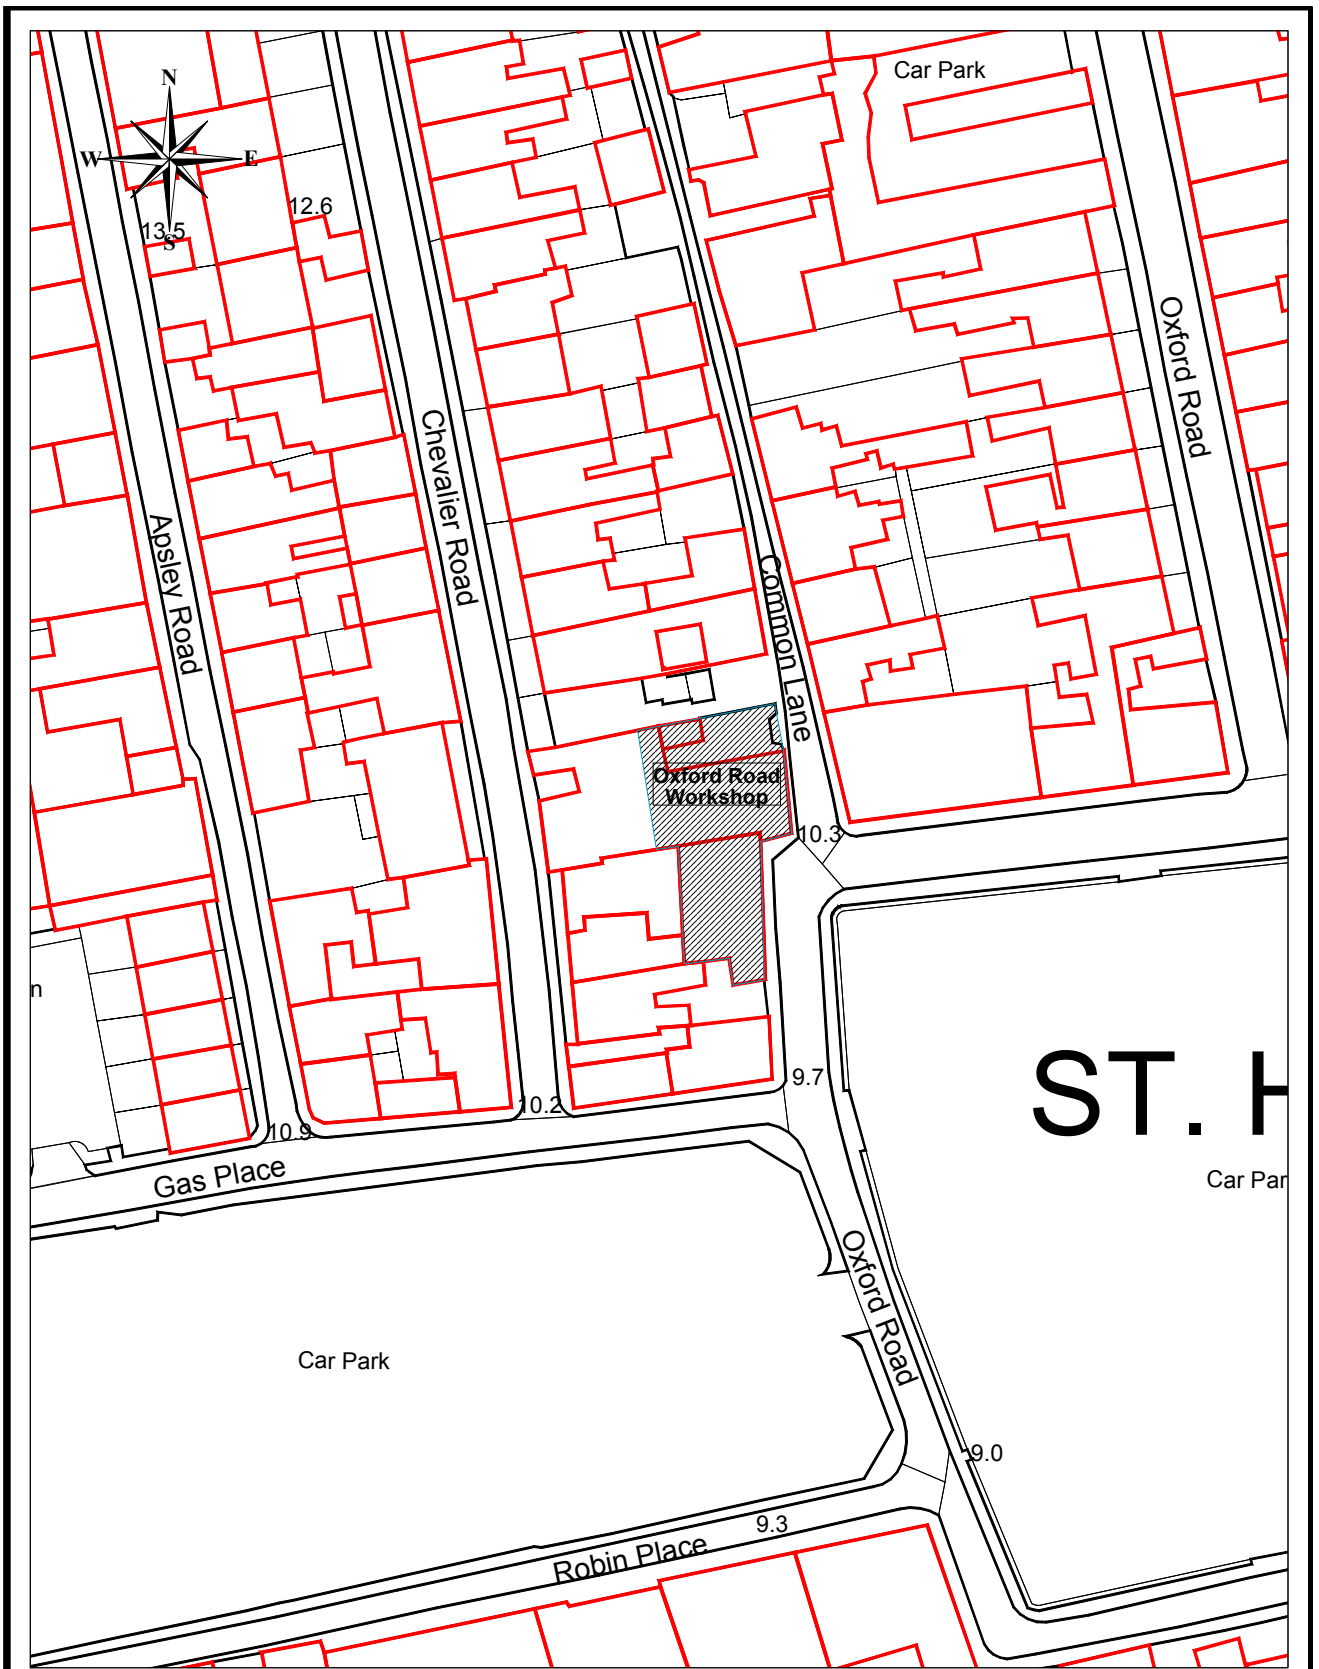 Car Park
N
W
E
S
12.6
13.5
Oxford Road
Chevalier Road
Apsley Road
Common Lane
Oxford Road
Workshop
10.3
n
ST. H
9.7
10.2
10.9
Gas Place
Car Par
Oxford Road
Car Park
9.0
9.3
Robin Place